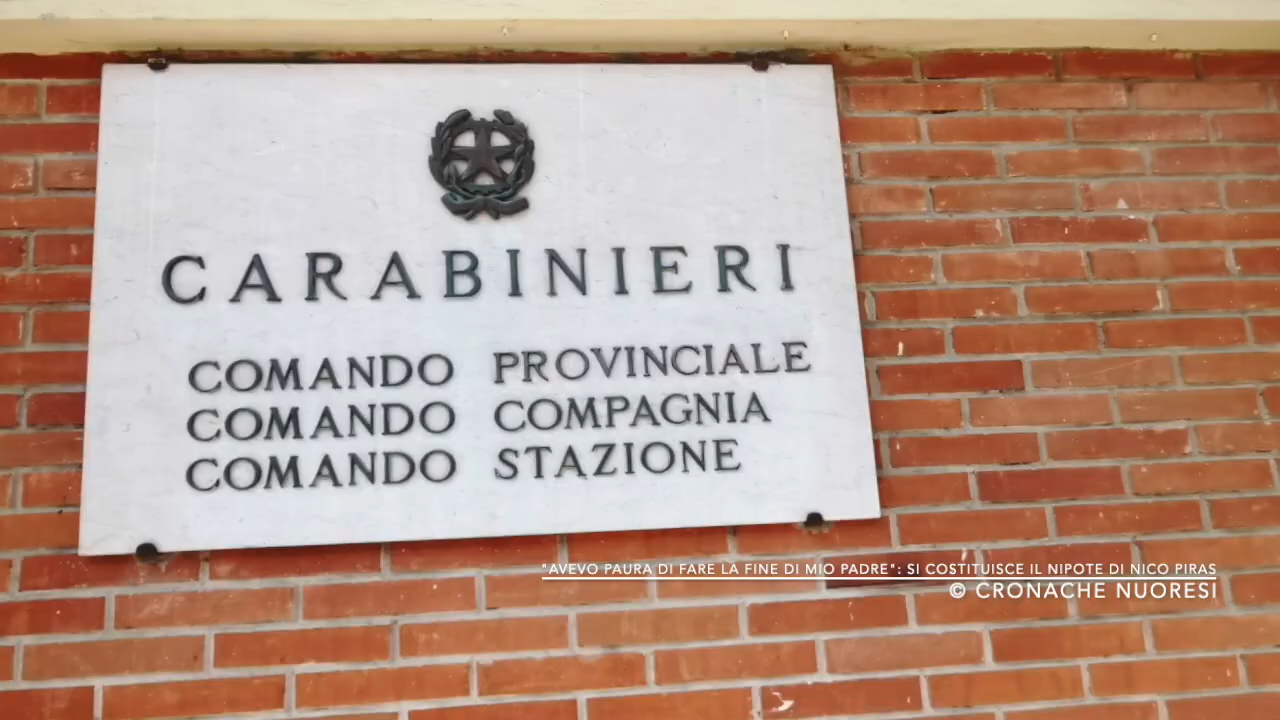 CARABINIERI
COMANDO PROVINCIALE
COMANDO COMPAGNIA
COMANDO STAZIONE
"AVEVO PAURA DI FARE LA FINE DI MIO PADRE": SI COSTITUISCE IL NIPOTE DI NICO PIRAS
© CRONACHE NUORESI